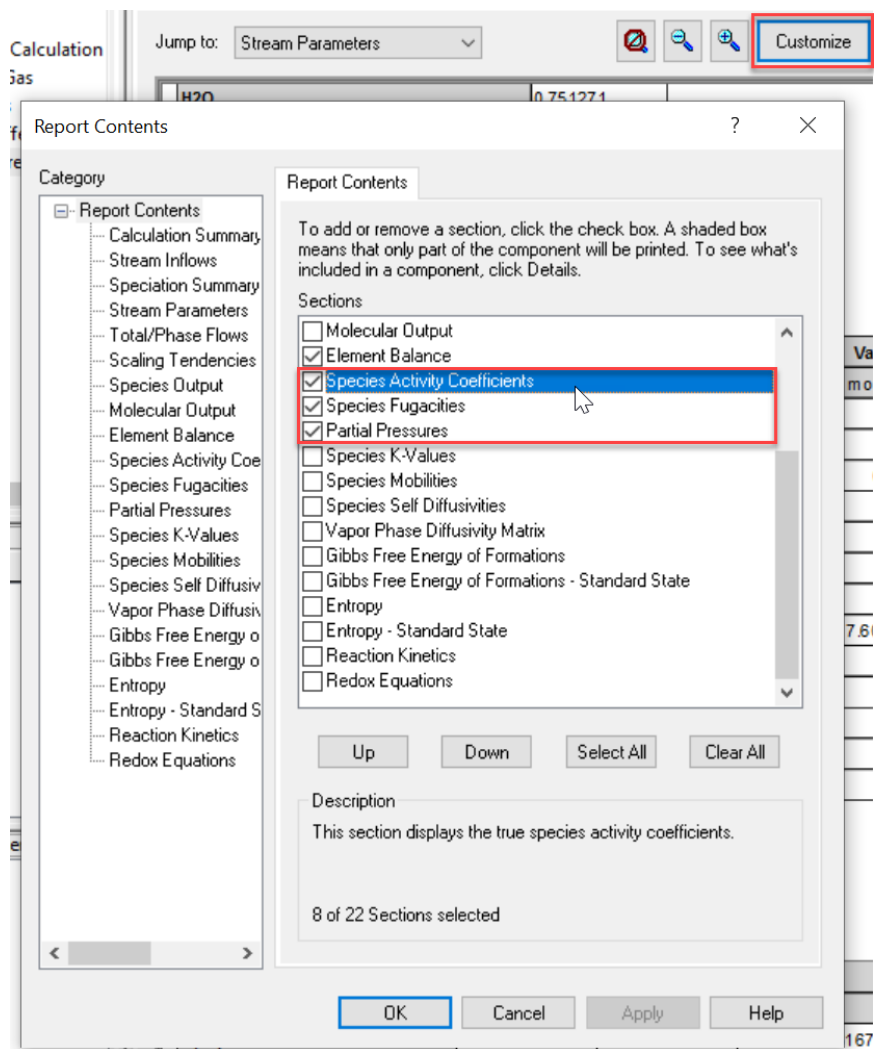 Calculation
Jump to:
Stream Parameters
Customize
Gas
H2O
0.751271
Report Contents
?
Category
Report Contents
Calculation Summary
Stream Inflows
Speciation Summary
Stream Parameters
Total/Phase Flows
Scaling Tendencies
Species Output
Molecular Output
Element Balance
Species Activity Coe
Species Fugacities
Partial Pressures
Species K-Values
Species Mobilities
Species Self Diffusiv
Vapor Phase Diffusiv
Gibbs Free Energy o
Gibbs Free Energy o
Entropy
Entropy - Standard S
Reaction Kinetics
Redox Equations
Report Contents
To add or remove a section, click the check box. A shaded box
means that only part of the component will be printed. To see what's
included in a component, click Details.
Sections
Molecular Output
Element Balance
Species Activity Coefficients
Species Fugacities
Partial Pressures
Species K-Values
Species Mobilities
Species Self Diffusivities
Vapor Phase Diffusivity Matrix
Gibbs Free Energy of Formations
Gibbs Free Energy of Formations - Standard State
Entropy
Entropy - Standard State
Reaction Kinetics
Redox Equations
Up
Down
Select All
Clear All
Description
This section displays the true species activity coefficients.
8 of 22 Sections selected
OK
Cancel
Apply
Help
Va
mo
7.6
167